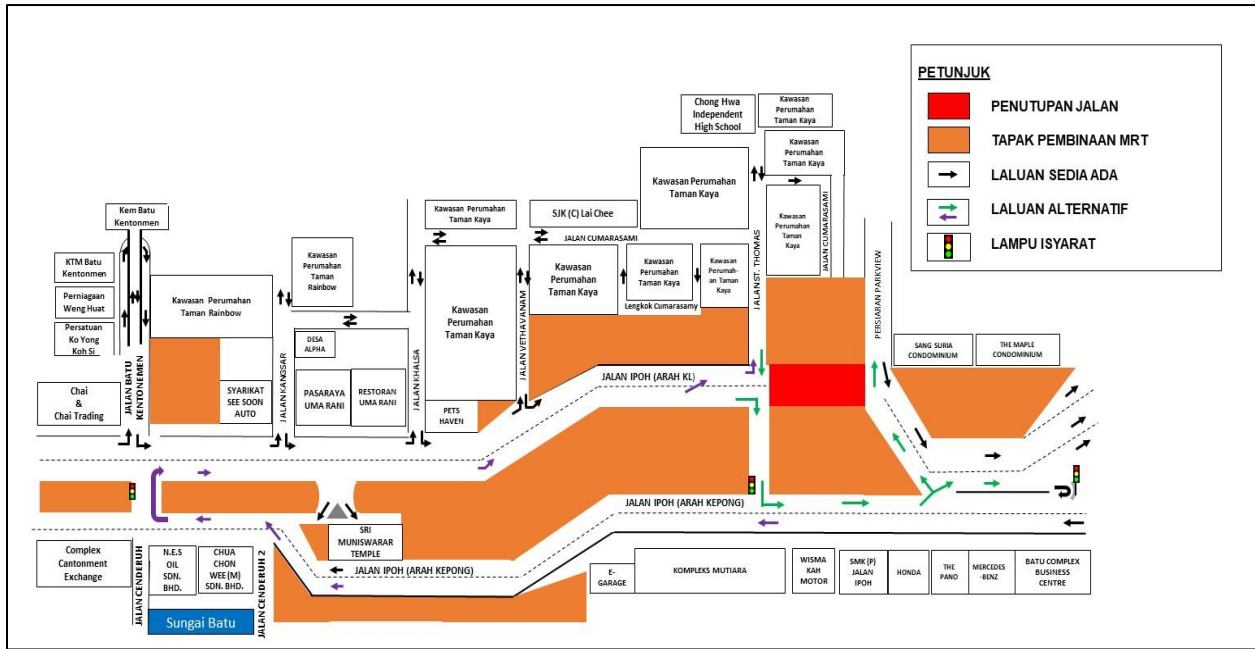 PETUNJUK
PENUTUPAN JALAN
TAPAK PEMBINAAN MRT
LALUAN SEDIA ADA
LALUAN ALTERNATIF
LAMPU ISYARAT
Chong Hwa
Independent
High School
Kawasan
Perumahan
Taman Kaya
Kawasan
Perumahan
Taman Kaya
Kawasan Perumahan
Taman Kaya
Kawasan
Perumahan
Taman Kaya
Kem Batu
Kentonmen
Kawasan Perumahan
Taman Kaya
SJK (C) Lai Chee
JALAN CUMARASAMI
JALAN CUMARASAMI
KTM Batu
Kentonmen
Perniagaan
Weng Huat
Persatuan
Ko Yong
Koh Si
Kawasan Perumahan
Taman Rainbow
Kawasan
Perumahan
Taman
Rainbow
Kawasan
Perumahan
Taman Kaya
Kawasan
Perumahan
Taman Kaya
Kawasan
Perumahan
Taman Kaya
Kawasan
Perumah-
an Taman
Kaya
Lengkok Cumarasamy
JALAN ST. THOMAS
PERSIARAN PARKVIEW
DESA
ALPHA
SANG SURIA
CONDOMINIUM
THE MAPLE
CONDOMINIUM
Chai
&
Chai Trading
JALAN BATU
KENTONEMEN
SYARIKAT
SEE SOON
AUTO
JALAN KANGSAR
PASARAYA
UMA RANI
RESTORAN
UMA RANI
JALAN KHALSA
PETS
HAVEN
JALAN VETHAVANAM
JALAN IPOH (ARAH KL)
JALAN IPOH (ARAH KEPONG)
SRI
MUNISWARAR
TEMPLE
JALAN IPOH (ARAH KEPONG)
Complex
Cantonment
Exchange
JALAN CENDERUH
N.E.S
OIL
SDN.
BHD.
CHUA
CHON
WEE (M)
SDN. BHD.
JALAN CENDERUH 2
Sungai Batu
E-
GARAGE
KOMPLEKS MUTIARA
WISMA
KAH
MOTOR
SMK (P)
JALAN
IPOH
HONDA
THE
PANO
MERCEDES
-BENZ
BATU COMPLEX
BUSINESS
CENTRE